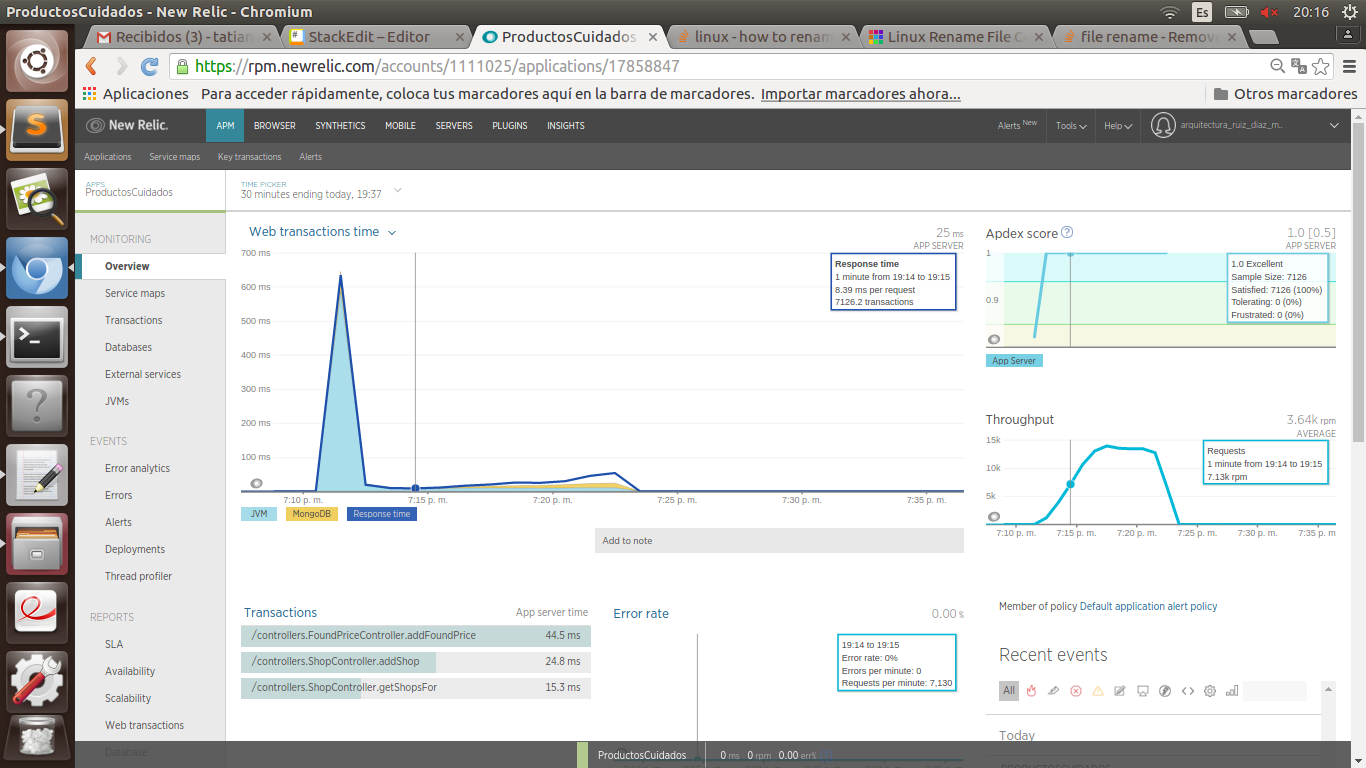 ProductosCuidados - New Relic - Chromium
Es
20:16
Recibidos (3) - tatian
StackEdit – Editor
ProductosCuidados
linux - how to renam
Linux Rename File C
file rename - Remov
https://rpm.newrelic.com/accounts/1111025/applications/17858847
Aplicaciones Para acceder rápidamente, coloca tus marcadores aquí en la barra de marcadores. Importar marcadores ahora...
Otros marcadores
New Relic.
APM BROWSER SYNTHETICS MOBILE SERVERS PLUGINS INSIGHTS
Alerts New Tools Help arquitectura_ruiz_diaz_m..
Applications Service maps Key transactions Alerts
APPS
ProductosCuidados
TIME PICKER
30 minutes ending today, 19:37
MONITORING
Overview
Service maps
Transactions
Databases
External services
JVMs
EVENTS
Error analytics
Errors
Alerts
Deployments
Thread profiler
REPORTS
SLA
Availability
Scalability
Web transactions
Database
Web transactions time
25 ms
APP SERVER
700 ms
600 ms
500 ms
400 ms
300 ms
200 ms
100 ms
Response time
1 minute from 19:14 to 19:15
8.39 ms per request
7126.2 transactions
7:10 p. m. 7:15 p. m. 7:20 p. m. 7:25 p. m. 7:30 p. m. 7:35 p. m.
JVM MongoDB Response time
Add to note
Apdex score ?
1.0 [0.5]
APP SERVER
1
0.9
1.0 Excellent
Sample Size: 7126
Satisfied: 7126 (100%)
Tolerating: 0 (0%)
Frustrated: 0 (0%)
App Server
Throughput
3.64k rpm
AVERAGE
15k
10k
5k
Requests
1 minute from 19:14 to 19:15
7.13k rpm
7:10 p. m. 7:15 p. m. 7:20 p. m. 7:25 p. m. 7:30 p. m. 7:35 p. m
Transactions
App server time
/controllers.FoundPriceController.addFoundPrice 44.5 ms
/controllers.ShopController.addShop 24.8 ms
/controllers.ShopController.getShopsFor 15.3 ms
Error rate
0.00 %
19:14 to 19:15
Error rate: 0%
Errors per minute: 0
Requests per minute: 7,130
Member of policy Default application alert policy
Recent events
All
Today
ProductosCuidados 0 ms 0 rpm 0.00 err%